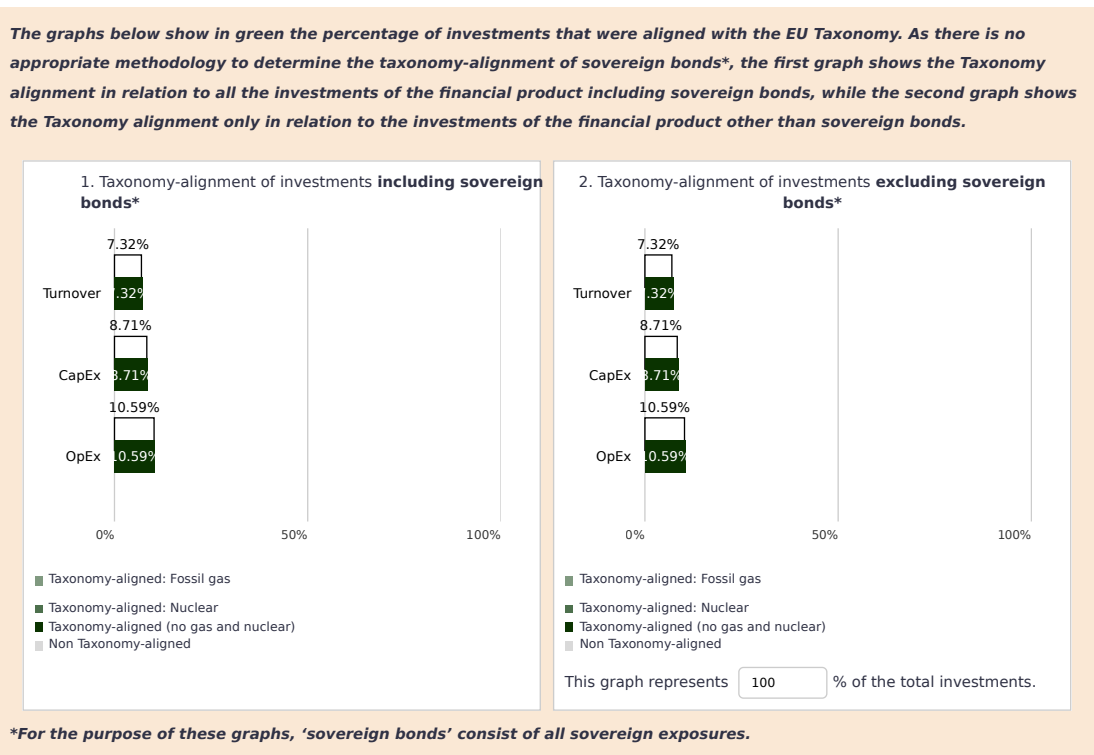 The graphs below show in green the percentage of investments that were aligned with the EU Taxonomy. As there is no
appropriate methodology to determine the taxonomy-alignment of sovereign bonds*, the first graph shows the Taxonomy
alignment in relation to all the investments of the financial product including sovereign bonds, while the second graph shows
the Taxonomy alignment only in relation to the investments of the financial product other than sovereign bonds.
1. Taxonomy-alignment of investments including sovereign
bonds*
7.32%
Turnover
.32%
8.71%
CapEx
8.71%
10.59%
OpEx
10.59%
0%
50%
100%
Taxonomy-aligned: Fossil gas
Taxonomy-aligned: Nuclear
Taxonomy-aligned (no gas and nuclear)
Non Taxonomy-aligned
2. Taxonomy-alignment of investments excluding sovereign
bonds*
7.32%
Turnover
.32%
8.71%
CapEx
8.71%
10.59%
OpEx
10.59%
0%
50%
100%
Taxonomy-aligned: Fossil gas
Taxonomy-aligned: Nuclear
Taxonomy-aligned (no gas and nuclear)
Non Taxonomy-aligned
This graph represents 100 % of the total investments.
*For the purpose of these graphs, ‘sovereign bonds’ consist of all sovereign exposures.